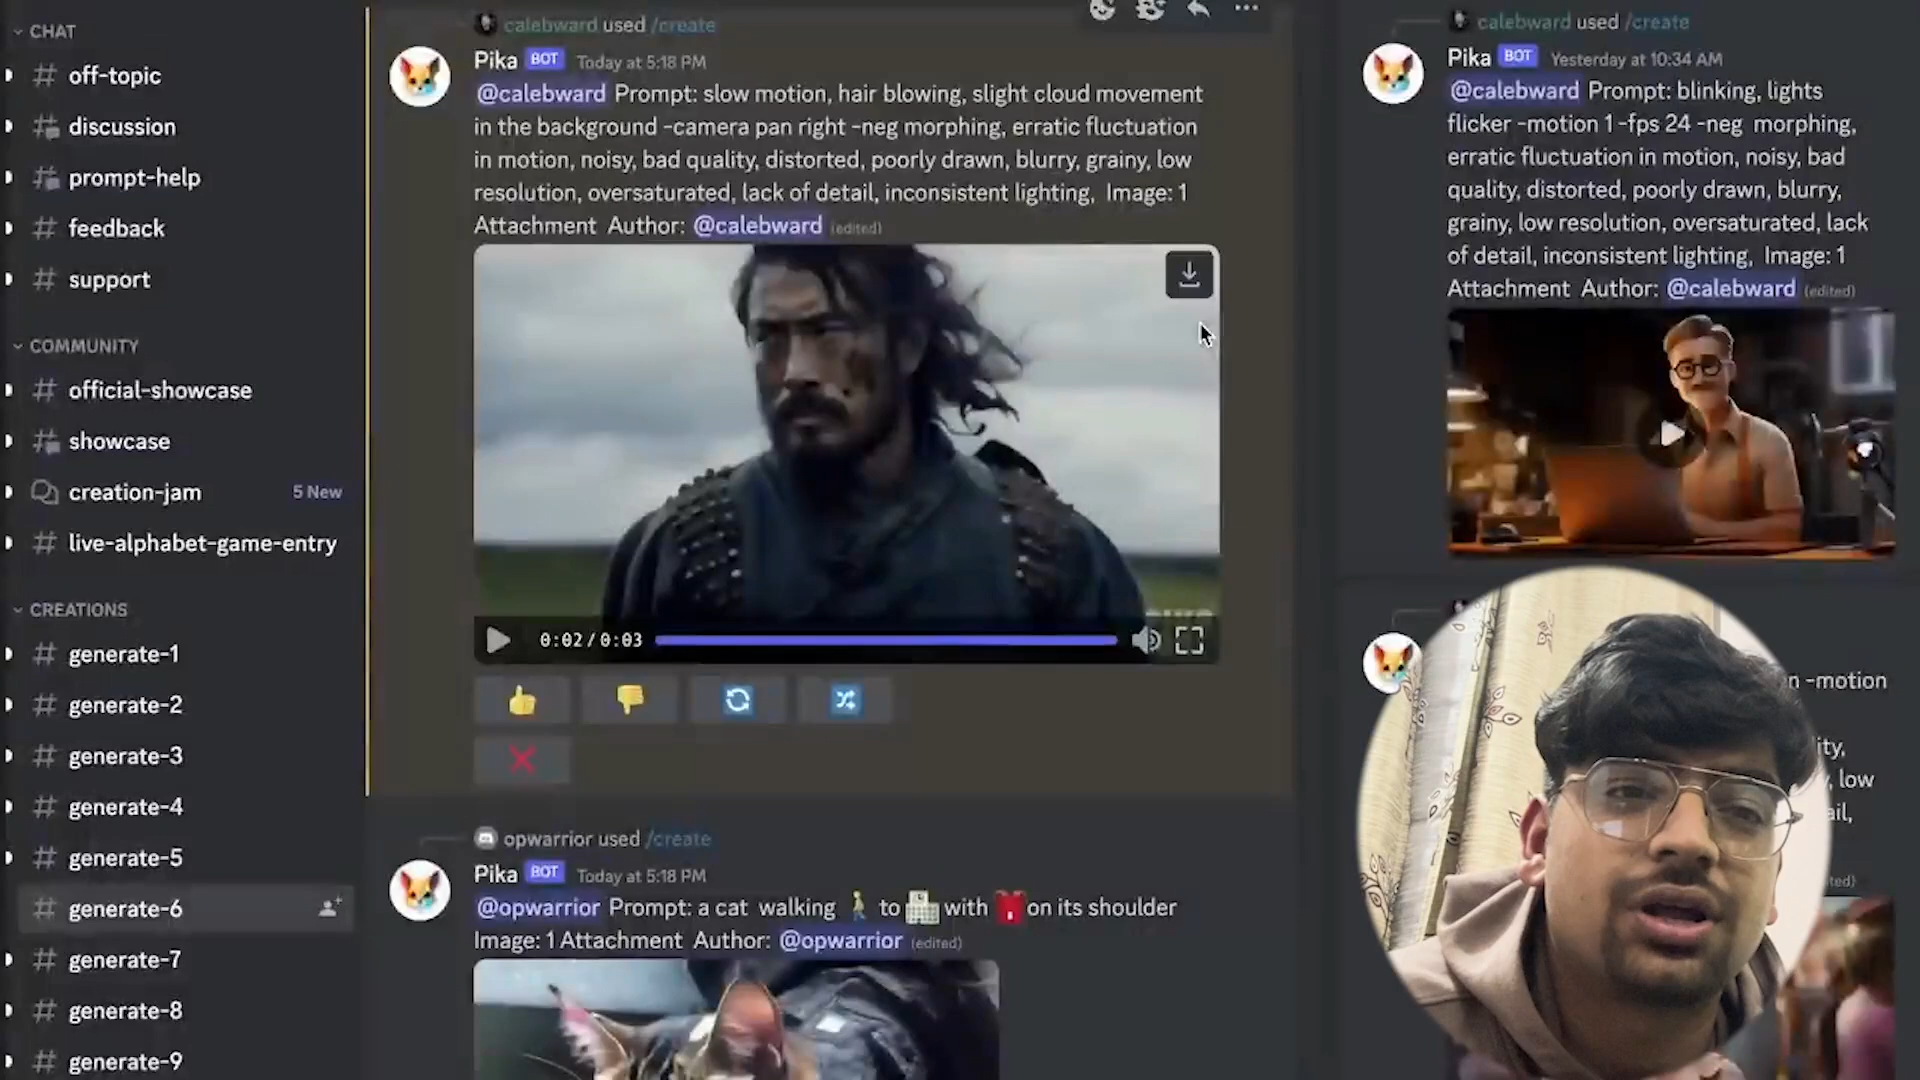 CHAT
off-topic
discussion
prompt-help
feedback
support
COMMUNITY
official-showcase
showcase
creation-jam 5 New
live-alphabet-game-entry
CREATIONS
generate-1
generate-2
generate-3
generate-4
generate-5
generate-6
generate-7
generate-8
generate-9
calebward used /create
Pika BOT Today at 5:18 PM
@calebward Prompt: slow motion, hair blowing, slight cloud movement
in the background -camera pan right -neg morphing, erratic fluctuation
in motion, noisy, bad quality, distorted, poorly drawn, blurry, grainy, low
resolution, oversaturated, lack of detail, inconsistent lighting, Image: 1
Attachment Author: @calebward (edited)
0:02/0:03
opwarrior used /create
Pika BOT Today at 5:18 PM
@opwarrior Prompt: a cat walking 🚶 to 🏨 with 🎒 on its shoulder
Image: 1 Attachment Author: @opwarrior (edited)
calebward used /create
Pika BOT Yesterday at 10:34 AM
@calebward Prompt: blinking, lights
flicker -motion 1 -fps 24 -neg morphing,
erratic fluctuation in motion, noisy, bad
quality, distorted, poorly drawn, blurry,
grainy, low resolution, oversaturated, lack
of detail, inconsistent lighting, Image: 1
Attachment Author: @calebward (edited)
-motion
low